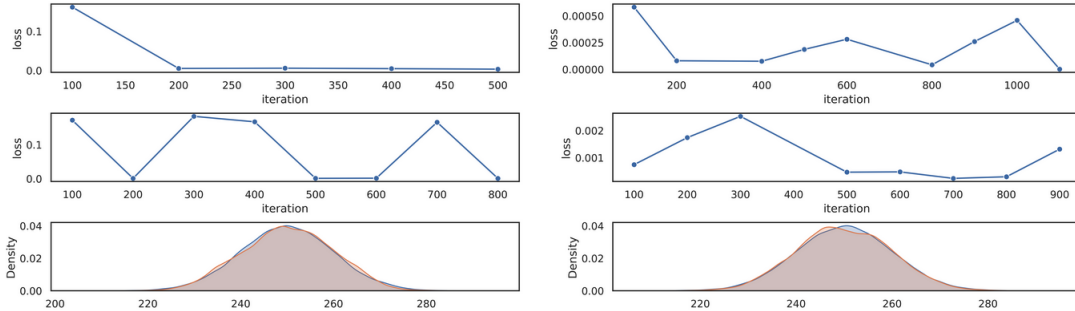 loss
0.1
0.0
100 150 200 250 300 350 400 450 500
iteration
loss
0.00050
0.00025
0.00000
200 400 600 800 1000
iteration
loss
0.1
0.0
100 200 300 400 500 600 700 800
iteration
loss
0.002
0.001
100 200 300 400 500 600 700 800 900
iteration
Density
0.04
0.02
0.00
200 220 240 260 280
Density
0.04
0.02
0.00
220 240 260 280